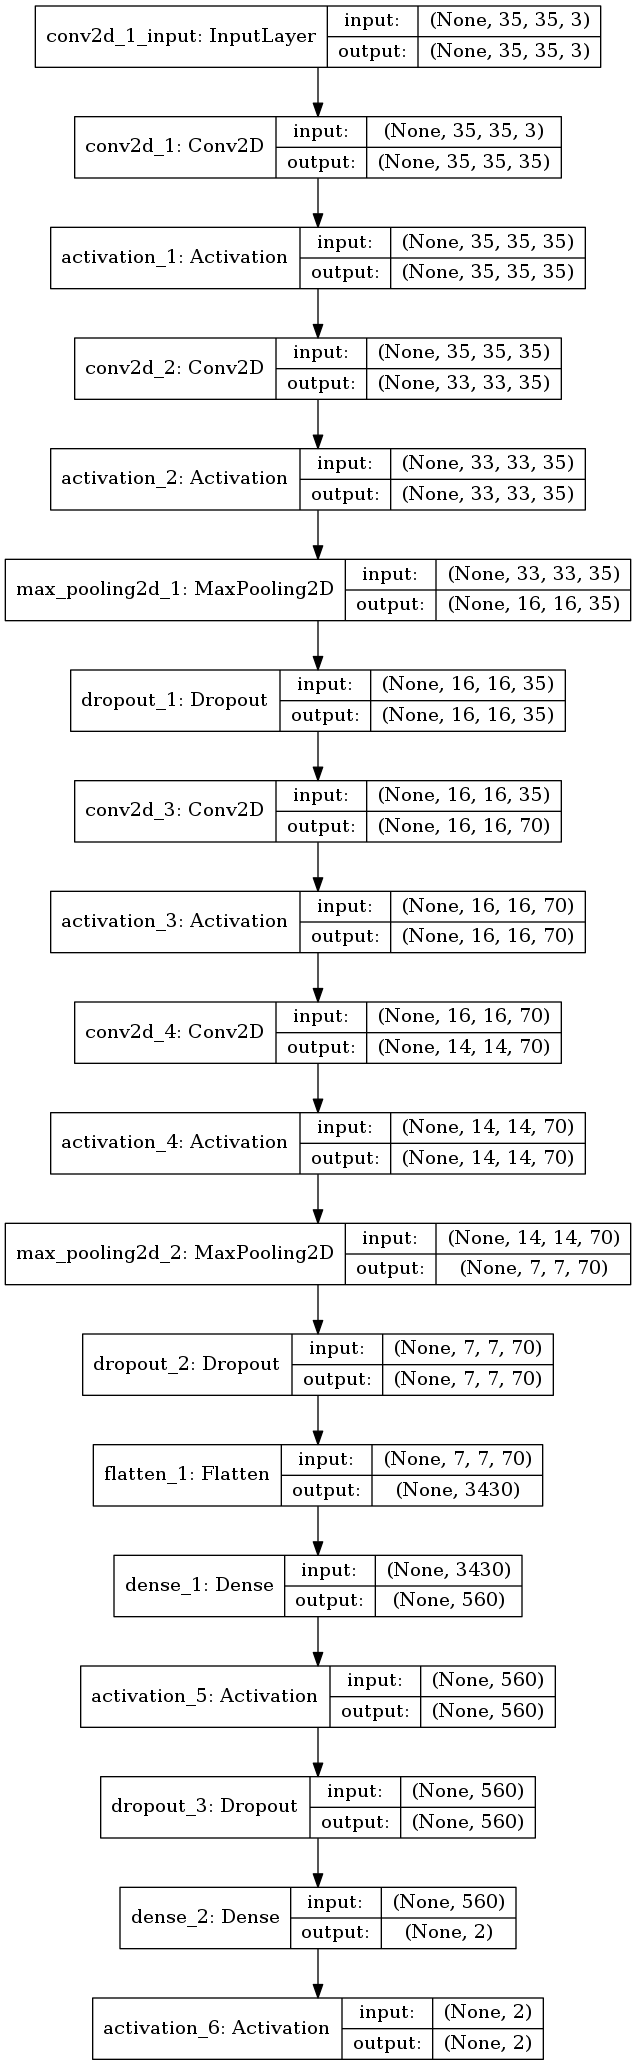 conv2d_1_input: InputLayer
input: (None, 35, 35, 3)
output: (None, 35, 35, 3)
conv2d_1: Conv2D
input: (None, 35, 35, 3)
output: (None, 35, 35, 35)
activation_1: Activation
input: (None, 35, 35, 35)
output: (None, 35, 35, 35)
conv2d_2: Conv2D
input: (None, 35, 35, 35)
output: (None, 33, 33, 35)
activation_2: Activation
input: (None, 33, 33, 35)
output: (None, 33, 33, 35)
max_pooling2d_1: MaxPooling2D
input: (None, 33, 33, 35)
output: (None, 16, 16, 35)
dropout_1: Dropout
input: (None, 16, 16, 35)
output: (None, 16, 16, 35)
conv2d_3: Conv2D
input: (None, 16, 16, 35)
output: (None, 16, 16, 70)
activation_3: Activation
input: (None, 16, 16, 70)
output: (None, 16, 16, 70)
conv2d_4: Conv2D
input: (None, 16, 16, 70)
output: (None, 14, 14, 70)
activation_4: Activation
input: (None, 14, 14, 70)
output: (None, 14, 14, 70)
max_pooling2d_2: MaxPooling2D
input: (None, 14, 14, 70)
output: (None, 7, 7, 70)
dropout_2: Dropout
input: (None, 7, 7, 70)
output: (None, 7, 7, 70)
flatten_1: Flatten
input: (None, 7, 7, 70)
output: (None, 3430)
dense_1: Dense
input: (None, 3430)
output: (None, 560)
activation_5: Activation
input: (None, 560)
output: (None, 560)
dropout_3: Dropout
input: (None, 560)
output: (None, 560)
dense_2: Dense
input: (None, 560)
output: (None, 2)
activation_6: Activation
input: (None, 2)
output: (None, 2)